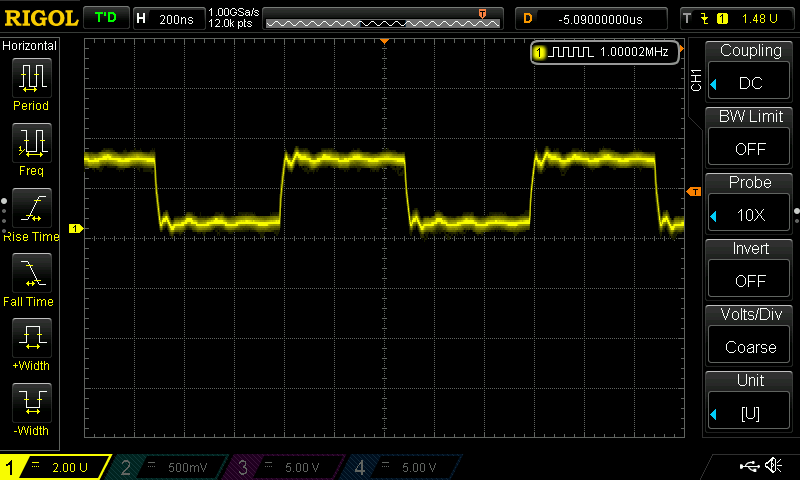 RIGOL T'D H 200ns 1.00GSa/s 12.0k pts T D -5.09000000us T 1 1.48 U
Horizontal
Period
Freq
Rise Time
Fall Time
+Width
-Width
1 1.00002MHz
1
T
CH1
Coupling
DC
BW Limit
OFF
Probe
10X
Invert
OFF
Volts/Div
Coarse
Unit
[U]
1 2.00 U 2 500mV 3 5.00 V 4 5.00 V